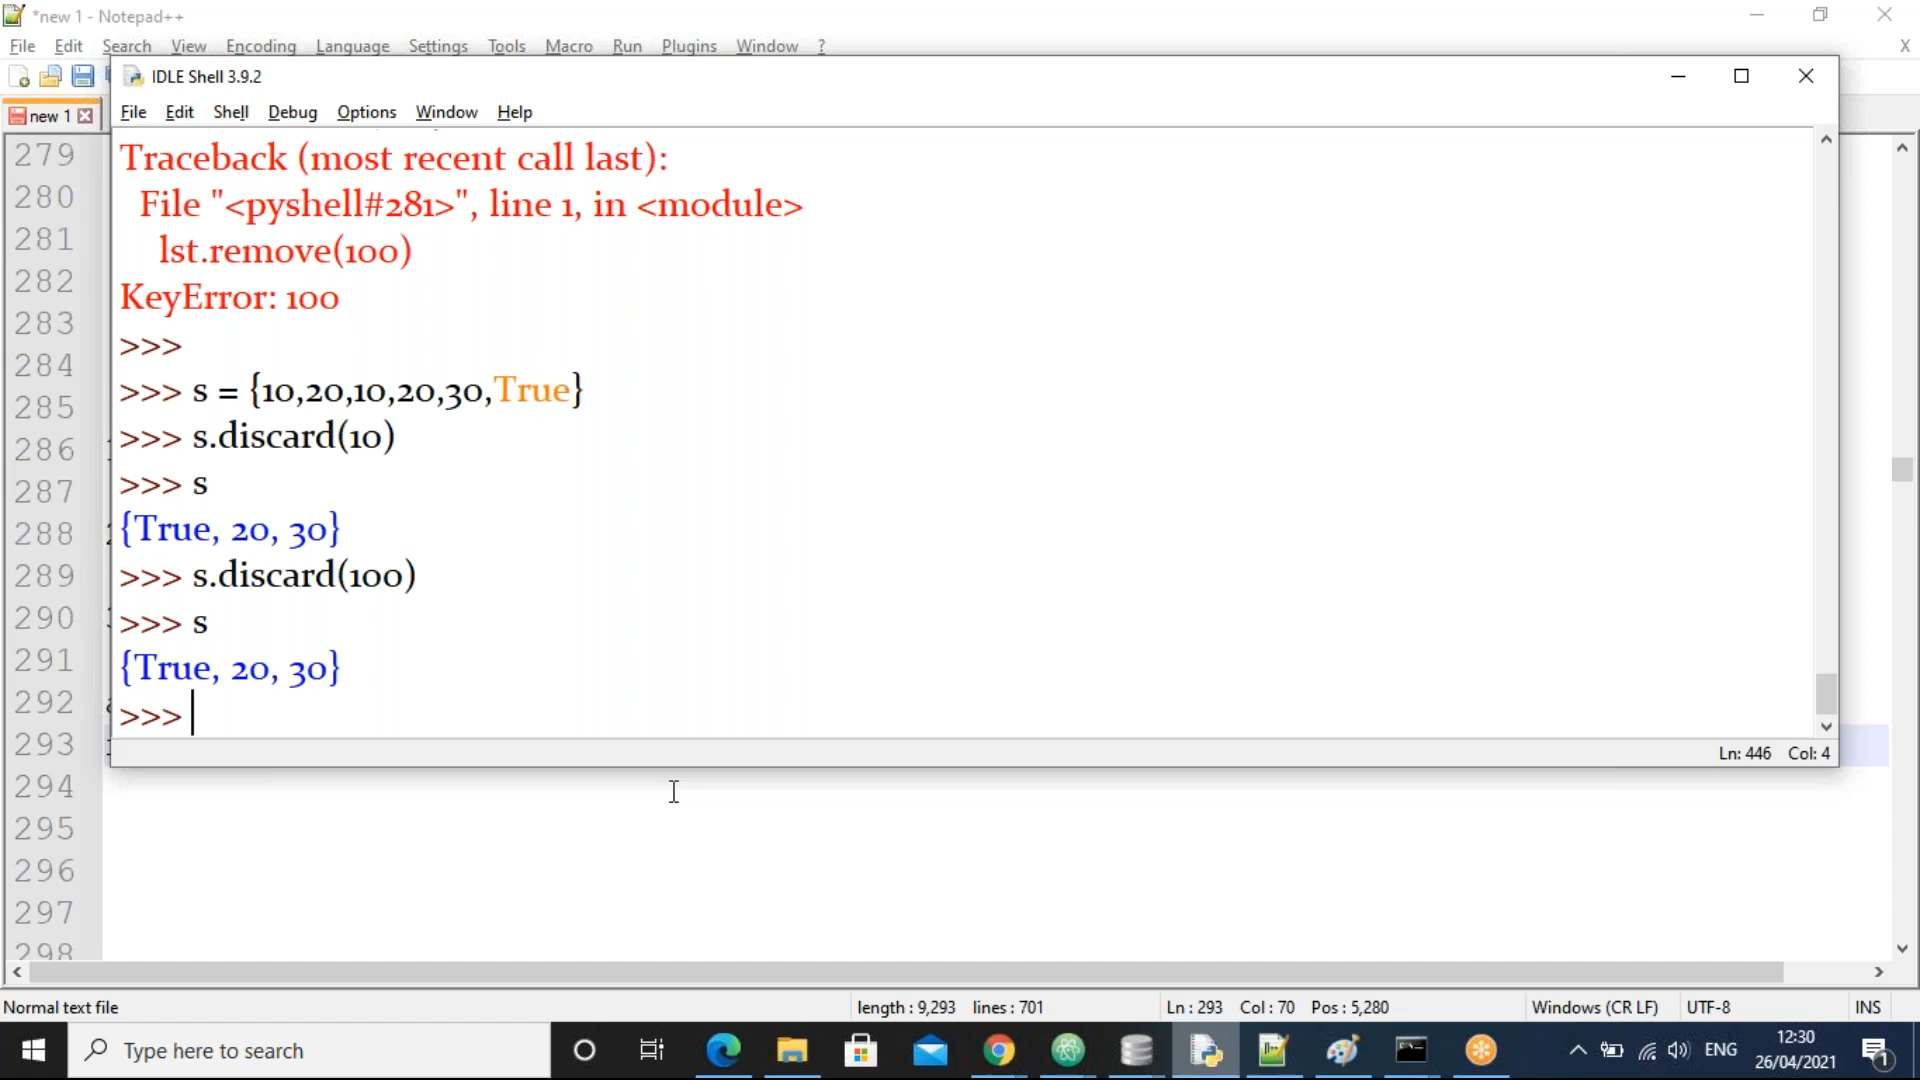 *new 1 - Notepad++
File Edit Search View Encoding Language Settings Tools Macro Run Plugins Window ?
X
new 1
IDLE Shell 3.9.2
File Edit Shell Debug Options Window Help
279
280
281
282
283
284
285
286
287
288
289
290
291
292
293
294
295
296
297
298
Traceback (most recent call last):
File "<pyshell#281>", line 1, in <module>
lst.remove(100)
KeyError: 100
>>>
>>> s = {10,20,10,20,30,True}
>>> s.discard(10)
>>> s
{True, 20, 30}
>>> s.discard(100)
>>> s
{True, 20, 30}
>>>
Ln: 446 Col: 4
Normal text file length : 9,293 lines : 701 Ln : 293 Col : 70 Pos : 5,280 Windows (CR LF) UTF-8 INS
Type here to search
ENG
12:30
26/04/2021
1